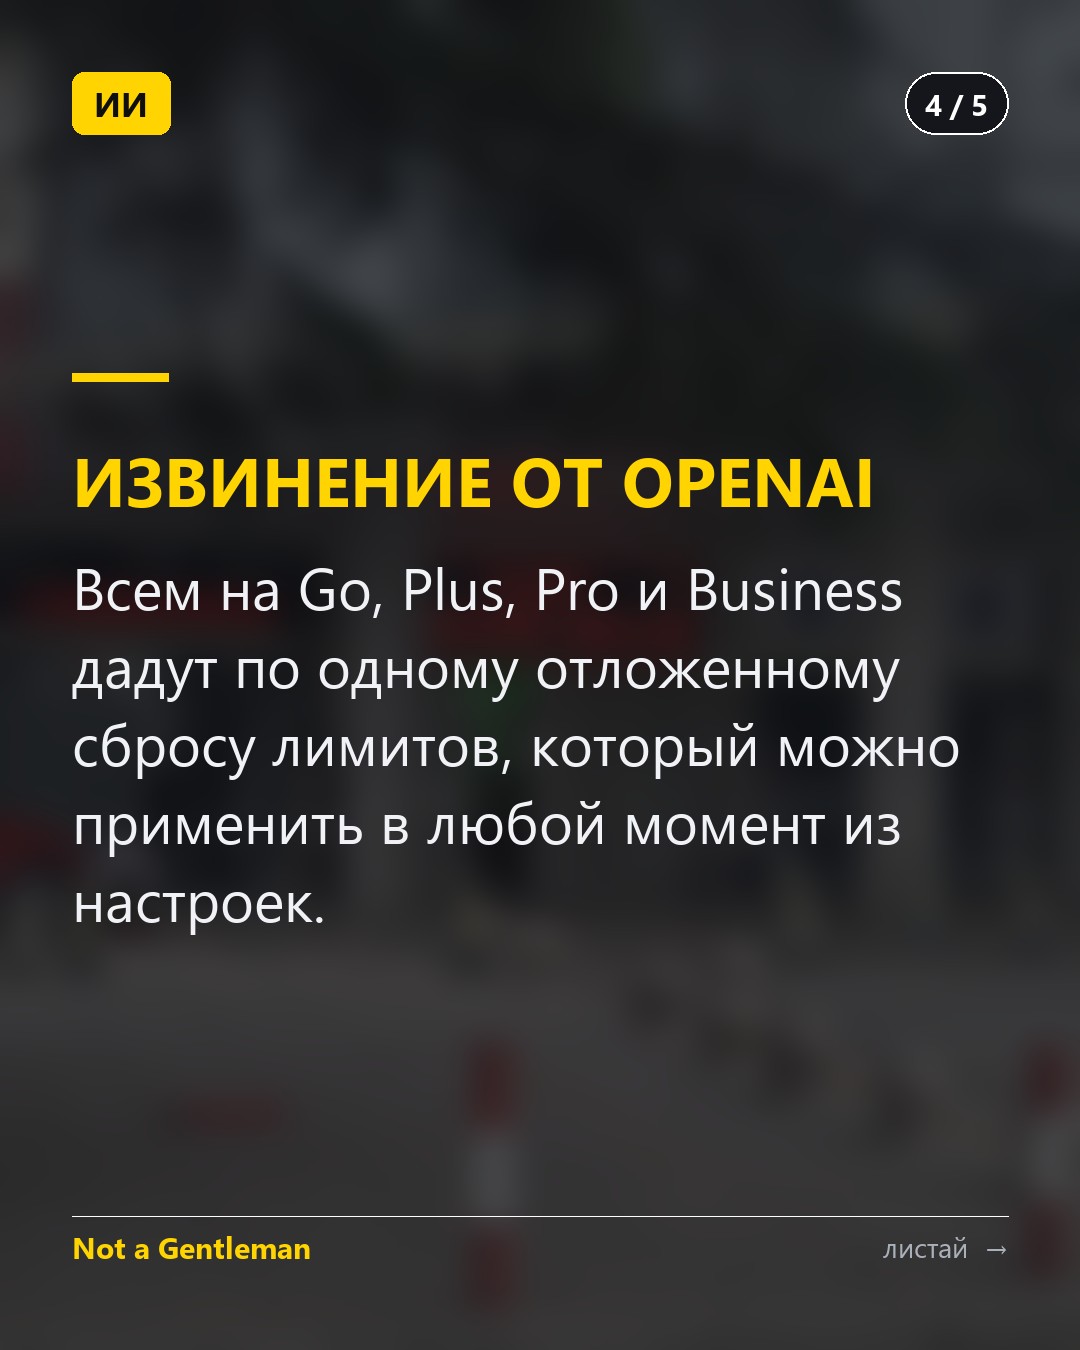 ИИ
4 / 5
ИЗВИНЕНИЕ ОТ OPENAI
Всем на Go, Plus, Pro и Business
дадут по одному отложенному
сбросу лимитов, который можно
применить в любой момент из
настроек.
Not a Gentleman
листай →